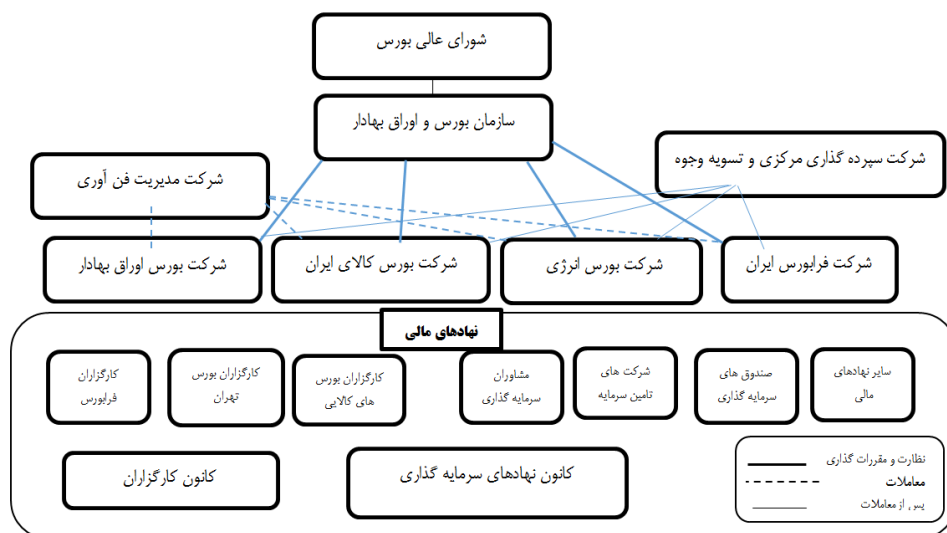 شورای عالی بورس
سازمان بورس و اوراق بهادار
شرکت سپرده گذاری مرکزی و تسویه وجوه
شرکت مدیریت فن آوری
شرکت فرابورس ایران
شرکت بورس انرژی
شرکت بورس کالای ایران
شرکت بورس اوراق بهادار
نهادهای مالی
سایر نهادهای
مالی
صندوق های
سرمایه گذاری
شرکت های
تامین سرمایه
مشاوران
سرمایه گذاری
کارگزاران بورس
های کالایی
کارگزاران بورس
تهران
کارگزاران
فرابورس
کانون نهادهای سرمایه گذاری
کانون کارگزاران
نظارت و مقررات گذاری
معاملات
پس از معاملات